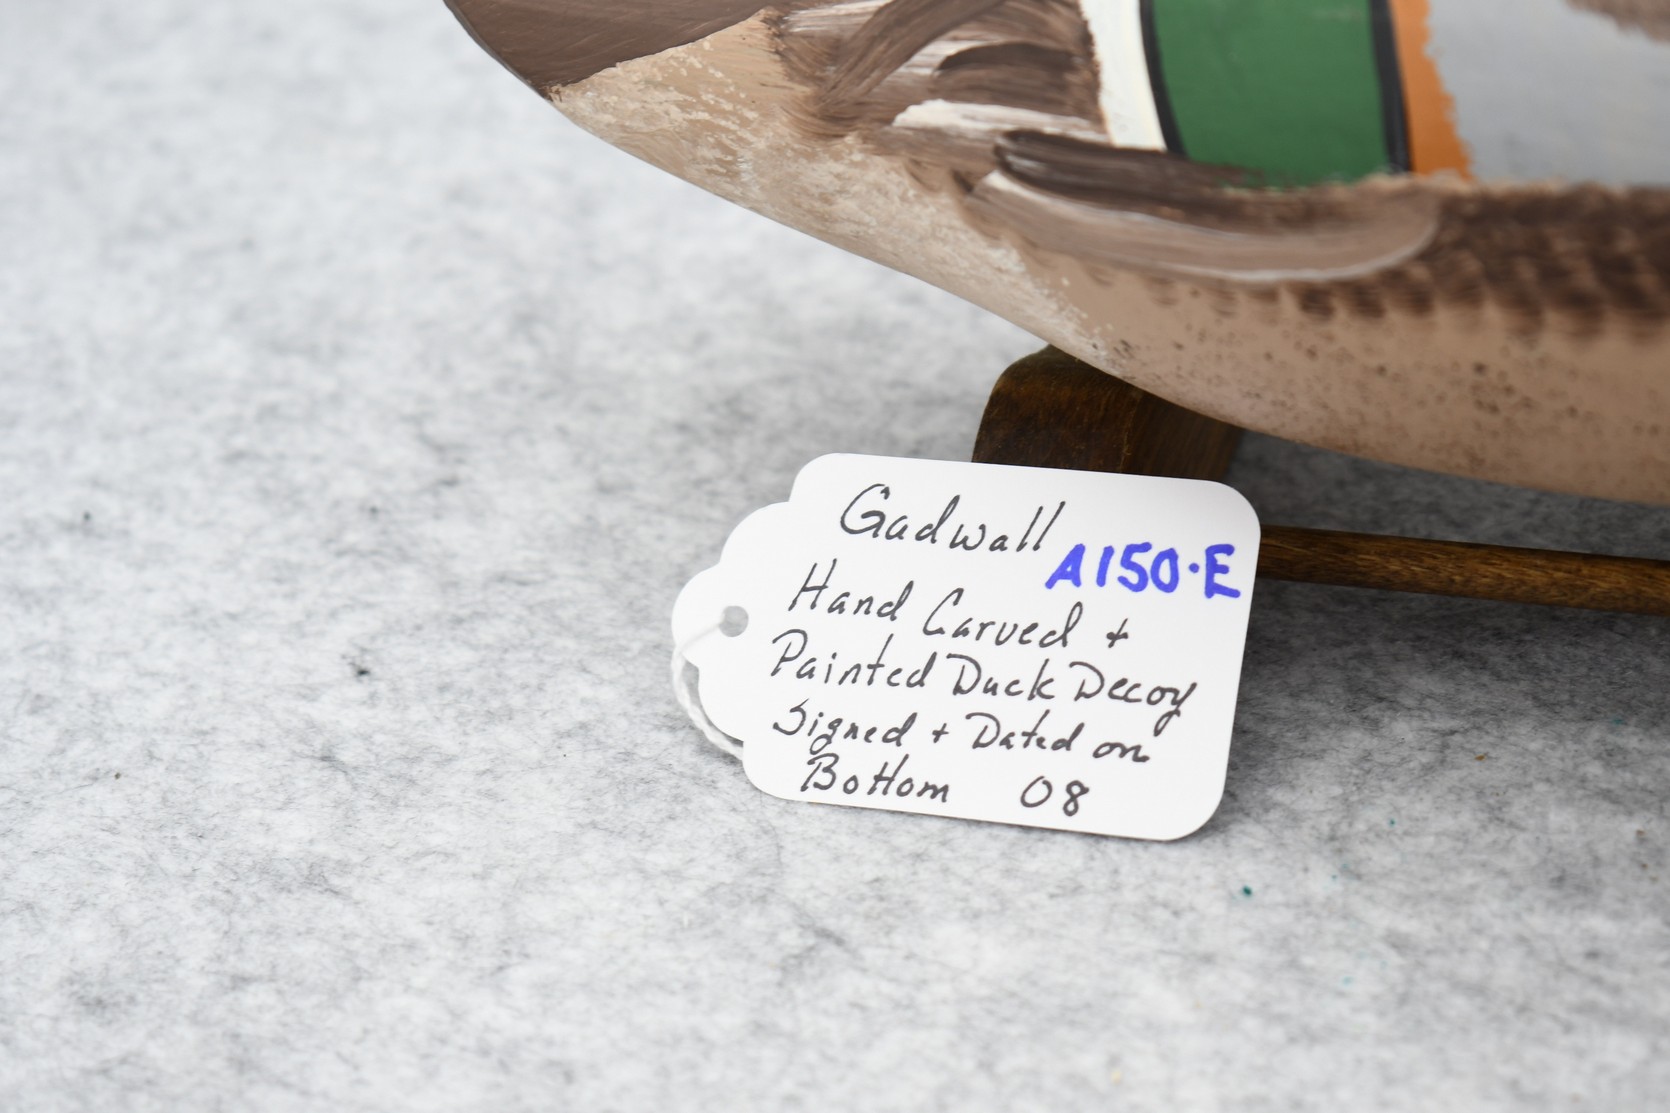 Gadwall
A150·E
Hand Carved +
Painted Duck Decoy
Signed + Dated on
Bottom 08